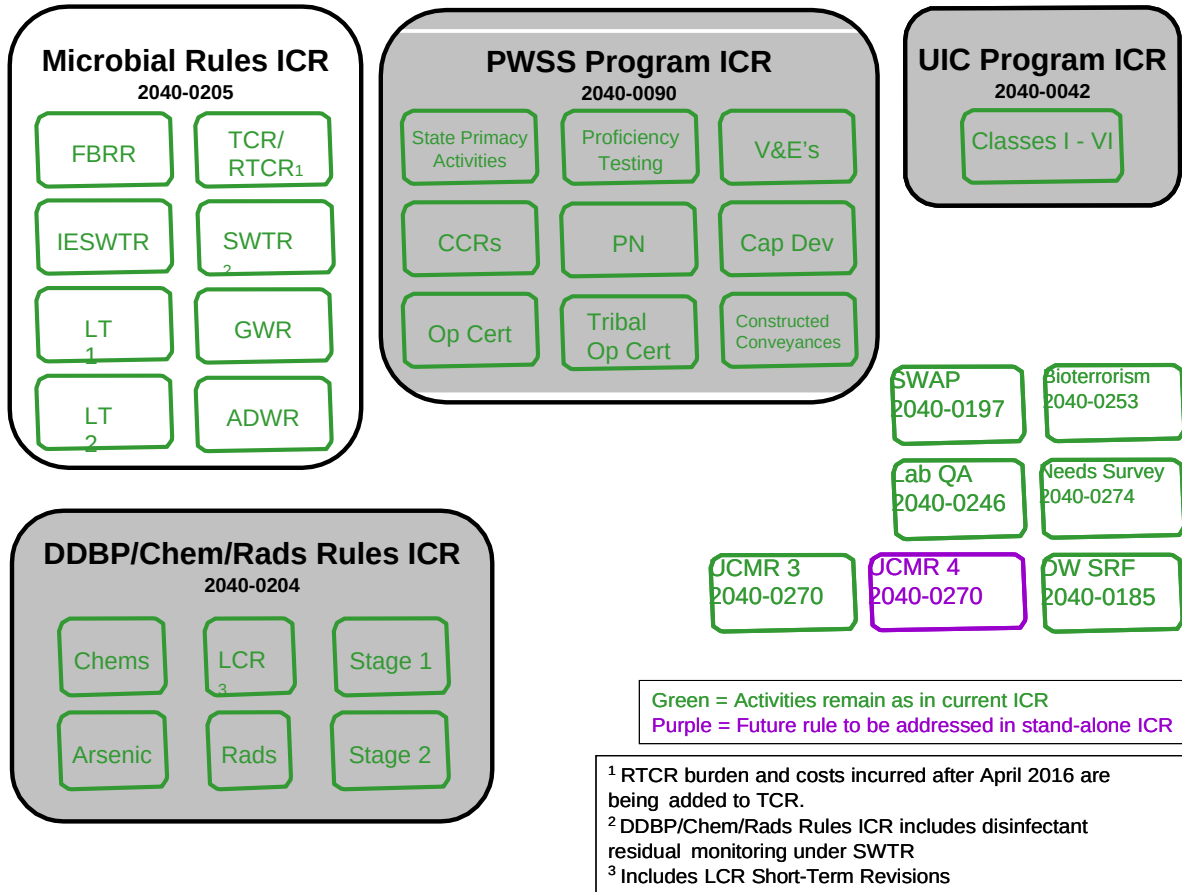 Microbial Rules ICR
2040-0205
FBRR
TCR/
RTCR1
IESWTR
SWTR
2
LT
1
GWR
LT
2
ADWR
PWSS Program ICR
2040-0090
State Primacy
Activities
Proficiency
Testing
V&E's
CCRs
PN
Cap Dev
Op Cert
Tribal
Op Cert
Constructed
Conveyances
UIC Program ICR
2040-0042
Classes I - VI
SWAP
2040-0197
Bioterrorism
2040-0253
Lab QA
2040-0246
Needs Survey
2040-0274
UCMR 3
2040-0270
UCMR 4
2040-0270
DW SRF
2040-0185
DDBP/Chem/Rads Rules ICR
2040-0204
Chems
LCR
3
Stage 1
Arsenic
Rads
Stage 2
Green = Activities remain as in current ICR
Purple = Future rule to be addressed in stand-alone ICR
1 RTCR burden and costs incurred after April 2016 are
being added to TCR.
2 DDBP/Chem/Rads Rules ICR includes disinfectant
residual monitoring under SWTR
3 Includes LCR Short-Term Revisions